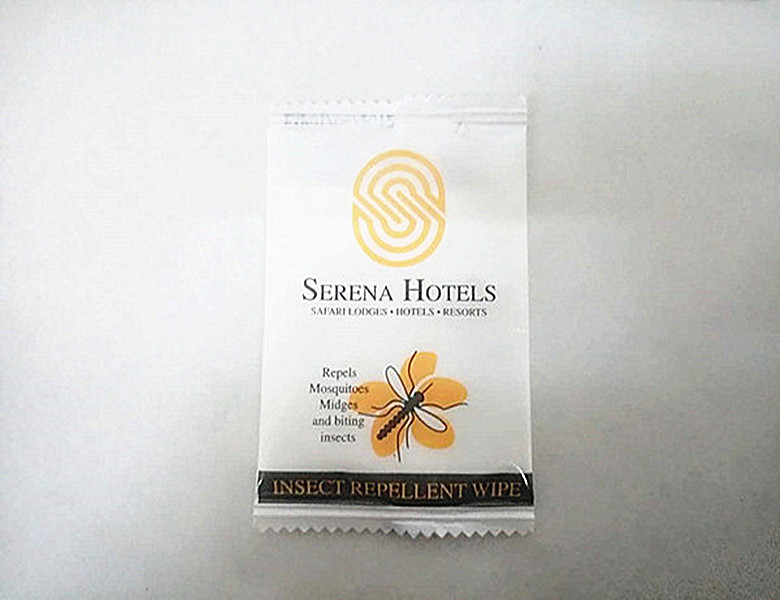 SERENA HOTELS
SAFARI LODGES • HOTELS • RESORTS
Repels
Mosquitoes
Midges
and biting
insects
INSECT REPELLENT WIPE